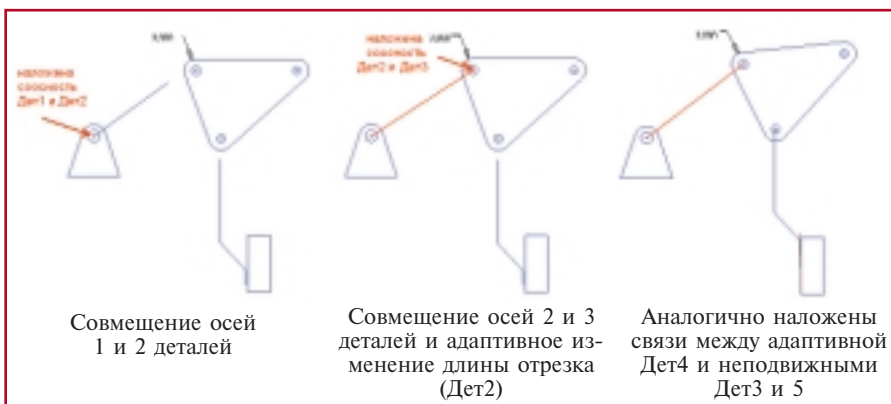 наложена
соосность
Дет1 и Дет2
Совмещение осей
1 и 2 деталей
наложена
соосность
Дет2 и Дет3
Совмещение осей 2 и 3
деталей и адаптивное из-
менение длины отрезка
(Дет2)
Аналогично наложены
связи между адаптивной
Дет4 и неподвижными
Дет3 и 5